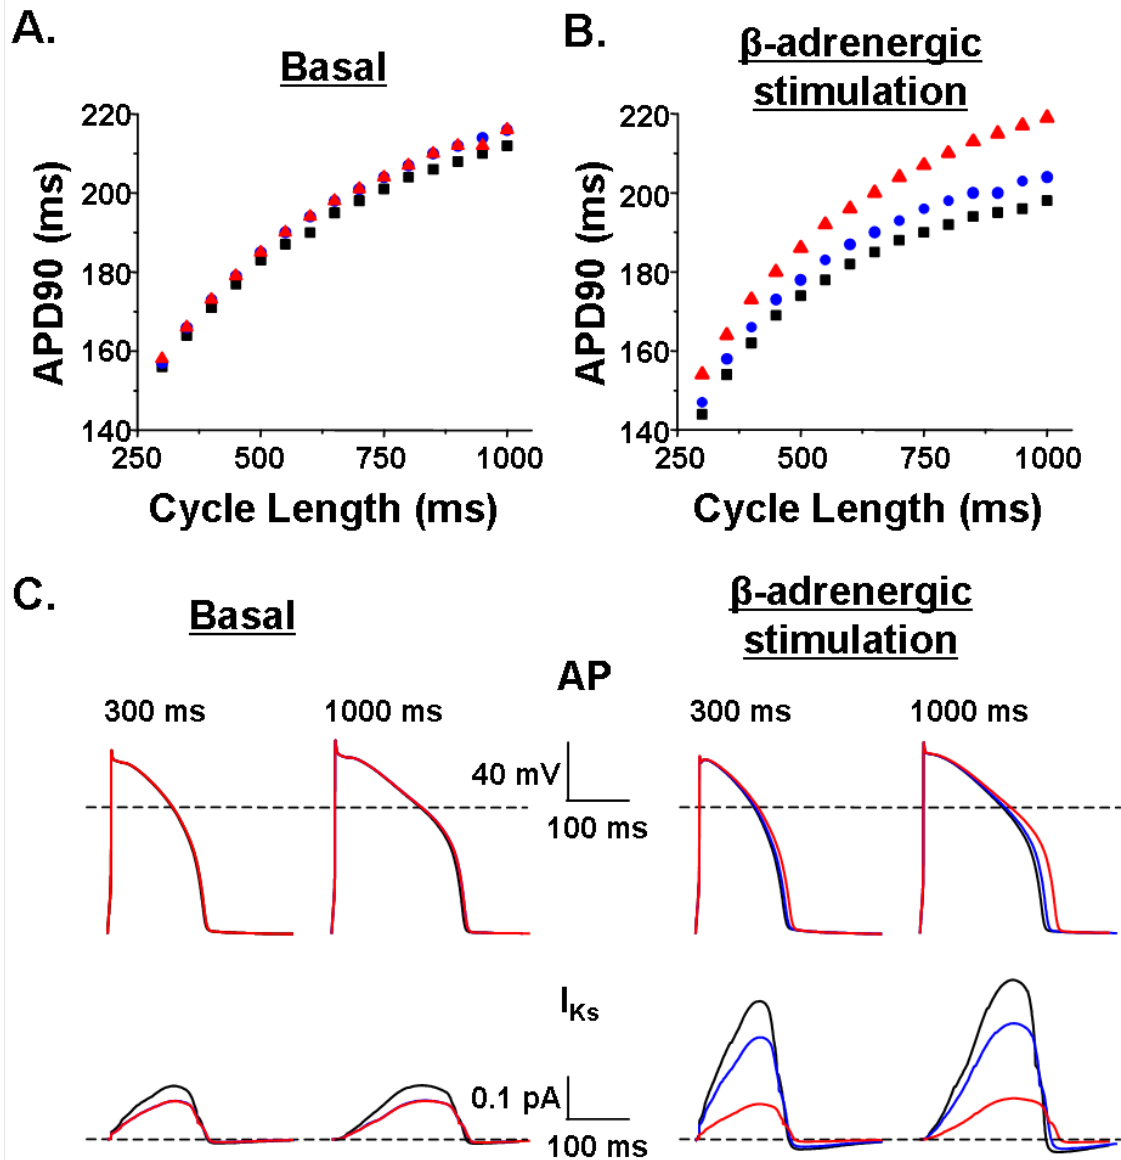 A.
Basal
APD90 (ms)
220
200
180
160
140
250
500
750
1000
Cycle Length (ms)
B.
β-adrenergic
stimulation
APD90 (ms)
220
200
180
160
140
250
500
750
1000
Cycle Length (ms)
C.
Basal
β-adrenergic
stimulation
AP
300 ms
1000 ms
40 mV
100 ms
300 ms
1000 ms
IKs
0.1 pA
100 ms